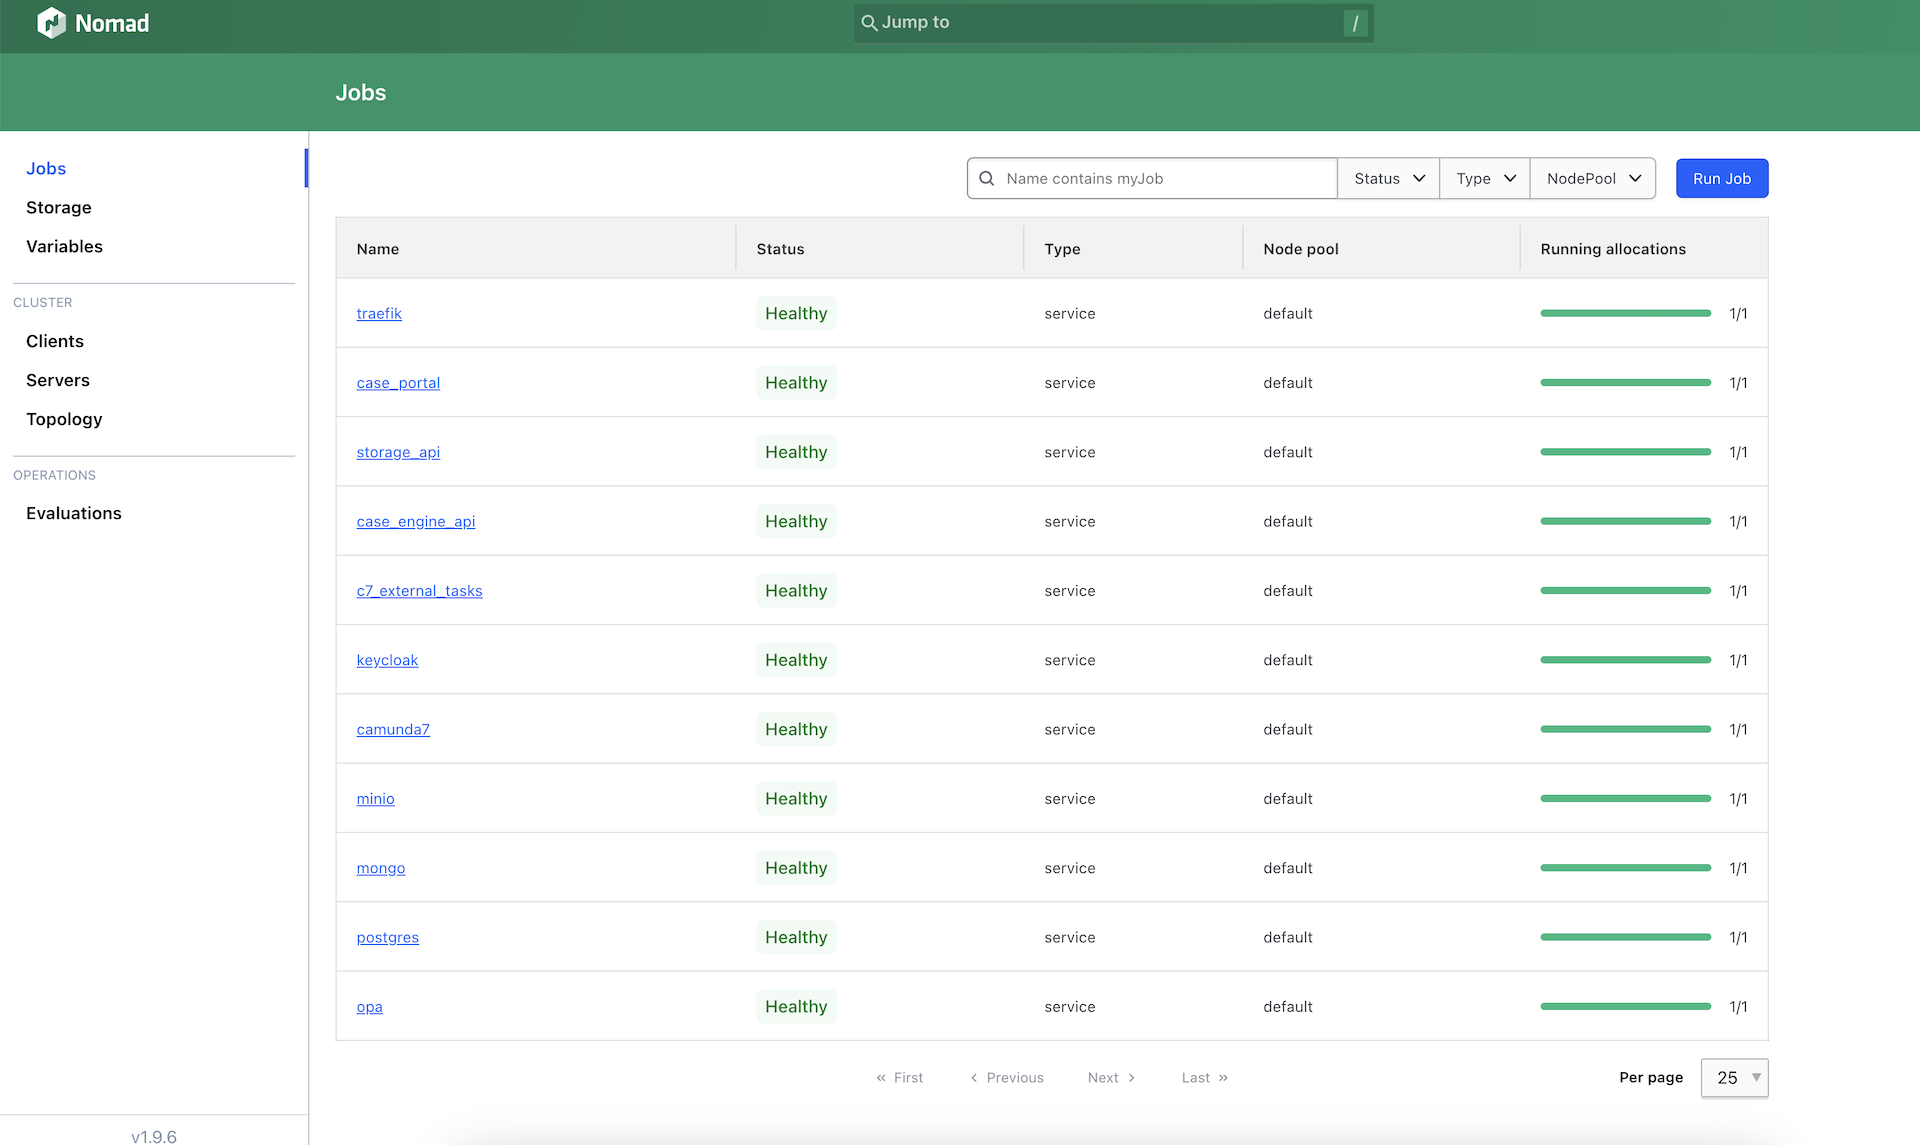 Nomad
Jump to /
Jobs
Jobs
Storage
Variables
CLUSTER
Clients
Servers
Topology
OPERATIONS
Evaluations
v1.9.6
Name contains myJob Status Type NodePool Run Job
Name Status Type Node pool Running allocations
traefik Healthy service default 1/1
case_portal Healthy service default 1/1
storage_api Healthy service default 1/1
case_engine_api Healthy service default 1/1
c7_external_tasks Healthy service default 1/1
keycloak Healthy service default 1/1
camunda7 Healthy service default 1/1
minio Healthy service default 1/1
mongo Healthy service default 1/1
postgres Healthy service default 1/1
opa Healthy service default 1/1
« First ‹ Previous Next › Last » Per page 25